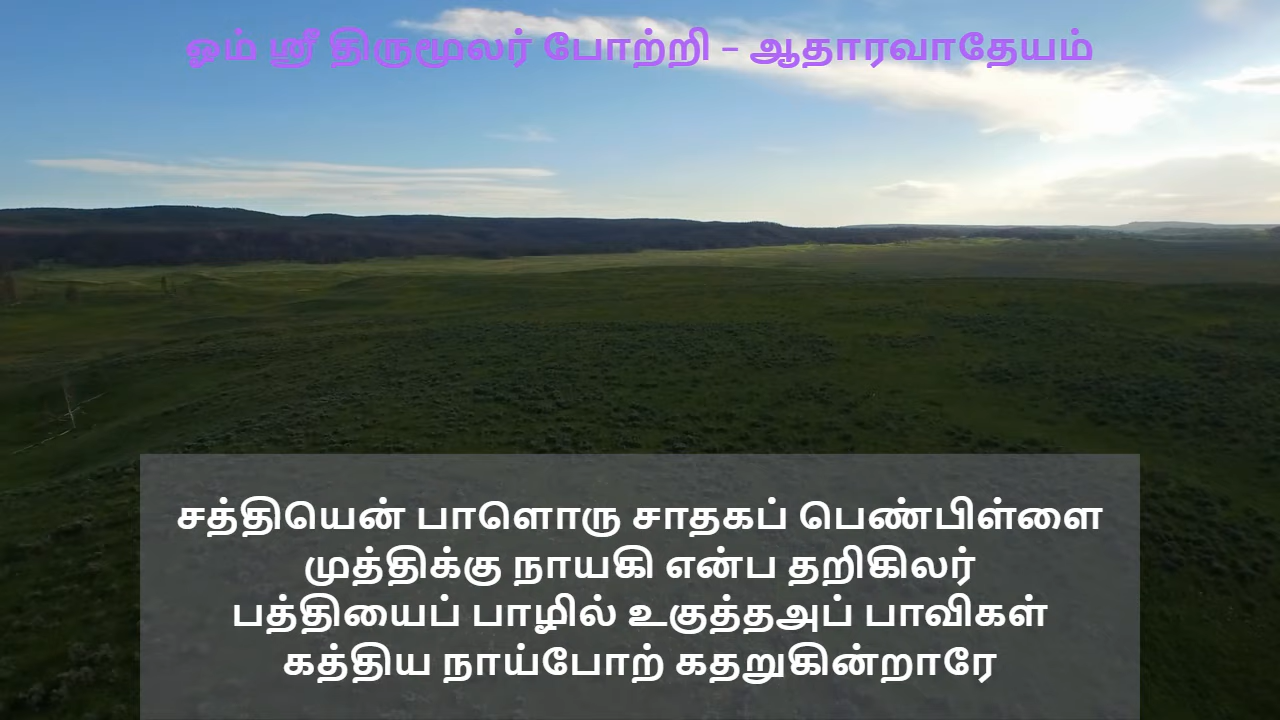 ஓம் ஸ்ரீ திருமூலர் போற்றி – ஆதாரவாதேயம்
சத்தியென் பாளொரு சாதகப் பெண்பிள்ளை
முத்திக்கு நாயகி என்ப தறிகிலர்
பத்தியைப் பாழில் உகுத்தஅப் பாவிகள்
கத்திய நாய்போற் கதறுகின்றாரே